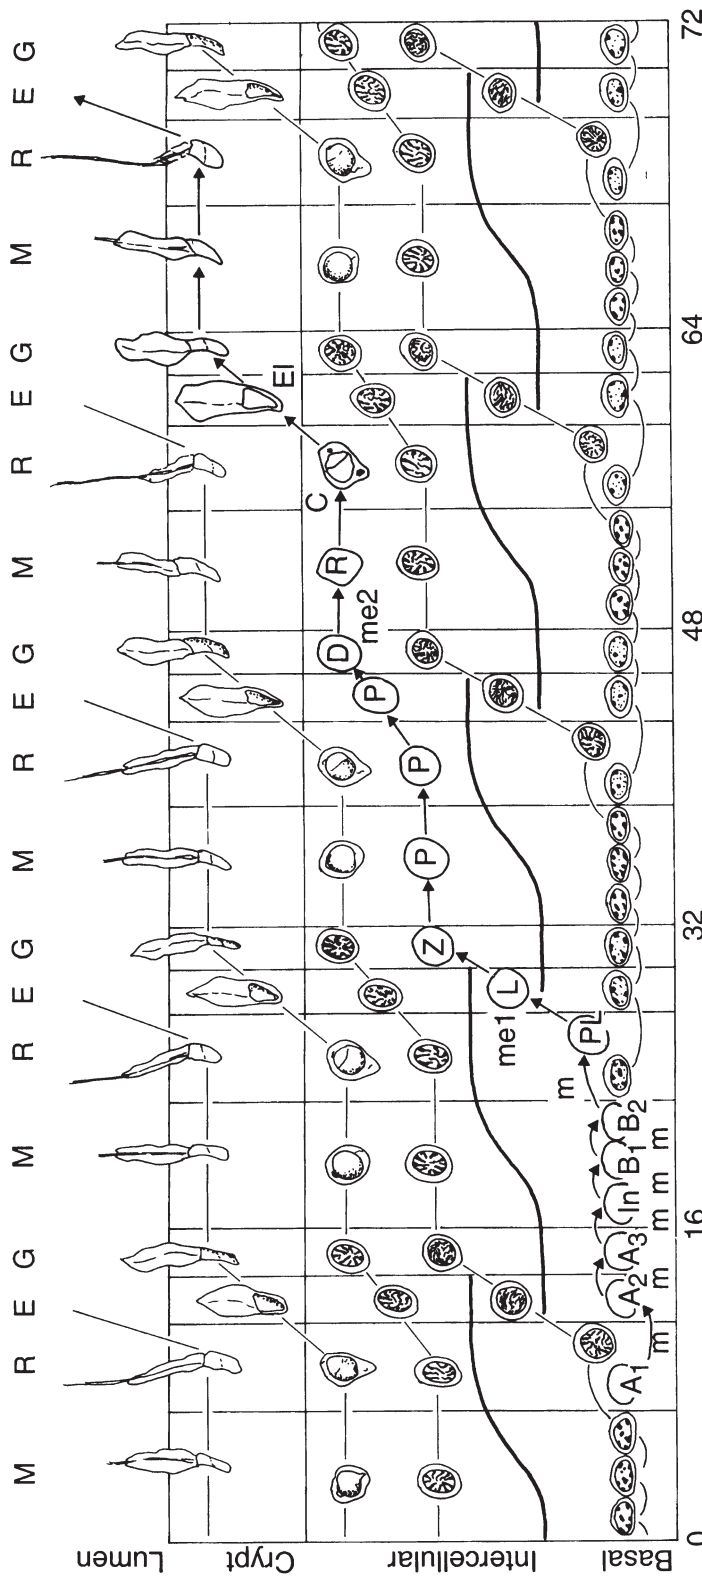 M R E G M R E G M R E G M R E G M R E G
Lumen
Crypt
EI
C
D R
me2
P
Z P P
Intercellular
me1 L
m PL
Basal
A1 A2 A3 In B1 B2
m m m m m
0 16 32 48 64 72